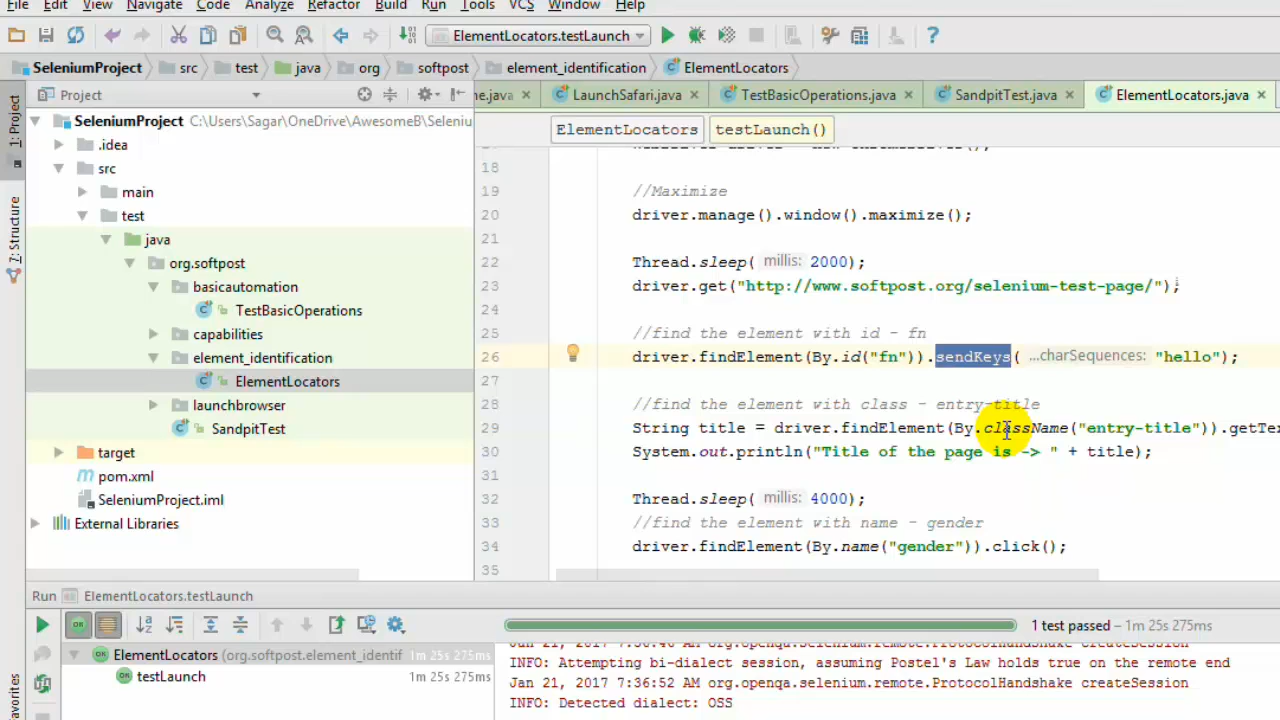 File Edit View Navigate Code Analyze Refactor Build Run Tools VCS Window Help
ElementLocators.testLaunch
SeleniumProject src test java org softpost element_identification ElementLocators
Project
ne.java LaunchSafari.java TestBasicOperations.java SandpitTest.java ElementLocators.java
1: Project
7: Structure
SeleniumProject C:\Users\Sagar\OneDrive\AwesomeB\Seleniu
.idea
src
main
test
java
org.softpost
basicautomation
TestBasicOperations
capabilities
element_identification
ElementLocators
launchbrowser
SandpitTest
target
pom.xml
SeleniumProject.iml
External Libraries
ElementLocators testLaunch()
18
19 //Maximize
20 driver.manage().window().maximize();
21
22 Thread.sleep( millis: 2000);
23 driver.get("http://www.softpost.org/selenium-test-page/");
24
25 //find the element with id - fn
26 driver.findElement(By.id("fn")).sendKeys( ...charSequences: "hello");
27
28 //find the element with class - entry-title
29 String title = driver.findElement(By.className("entry-title")).getTex
30 System.out.println("Title of the page is -> " + title);
31
32 Thread.sleep( millis: 4000);
33 //find the element with name - gender
34 driver.findElement(By.name("gender")).click();
35
Run ElementLocators.testLaunch
1 test passed – 1m 25s 275ms
ElementLocators (org.softpost.element_identif 1m 25s 275ms
testLaunch 1m 25s 275ms
INFO: Attempting bi-dialect session, assuming Postel's Law holds true on the remote end
Jan 21, 2017 7:36:52 AM org.openqa.selenium.remote.ProtocolHandshake createSession
INFO: Detected dialect: OSS